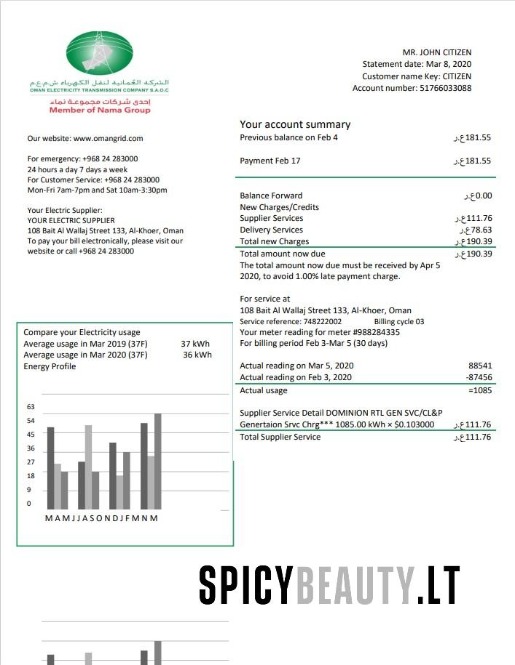 الشركة العُمانية لنقل الكهرباء ش.م.ع.م
OMAN ELECTRICITY TRANSMISSION COMPANY S.A.O.C
إحدى شركات مجموعة نماء
Member of Nama Group
MR. JOHN CITIZEN
Statement date: Mar 8, 2020
Customer name Key: CITIZEN
Account number: 51766033088
Our website: www.omangrid.com
For emergency: +968 24 283000
24 hours a day 7 days a week
For Customer Service: +968 24 283000
Mon-Fri 7am-7pm and Sat 10am-3:30pm
Your Electric Supplier:
YOUR ELECTRIC SUPPLIER
108 Bait Al Wallaj Street 133, Al-Khoer, Oman
To pay your bill electronically, please visit our
website or call +968 24 283000
Your account summary
Previous balance on Feb 4 ر.ع181.55
Payment Feb 17 ر.ع181.55
Balance Forward ر.ع0.00
New Charges/Credits
Supplier Services ر.ع111.76
Delivery Services ر.ع78.63
Total new Charges ر.ع190.39
Total amount now due ر.ع190.39
The total amount now due must be received by Apr 5
2020, to avoid 1.00% late payment charge.
For service at
108 Bait Al Wallaj Street 133, Al-Khoer, Oman
Service reference: 748222002 Billing cycle 03
Your meter reading for meter #988284335
For billing period Feb 3-Mar 5 (30 days)
Actual reading on Mar 5, 2020 88541
Actual reading on Feb 3, 2020 -87456
Actual usage =1085
Supplier Service Detail DOMINION RTL GEN SVC/CL&P
Genertaion Srvc Chrg*** 1085.00 kWh × $0.103000 ر.ع111.76
Total Supplier Service ر.ع111.76
Compare your Electricity usage
Average usage in Mar 2019 (37F) 37 kWh
Average usage in Mar 2020 (37F) 36 kWh
Energy Profile
63
54
45
36
27
18
9
0
M A M J J A S O N D J F M N M
SPICYBEAUTY.LT